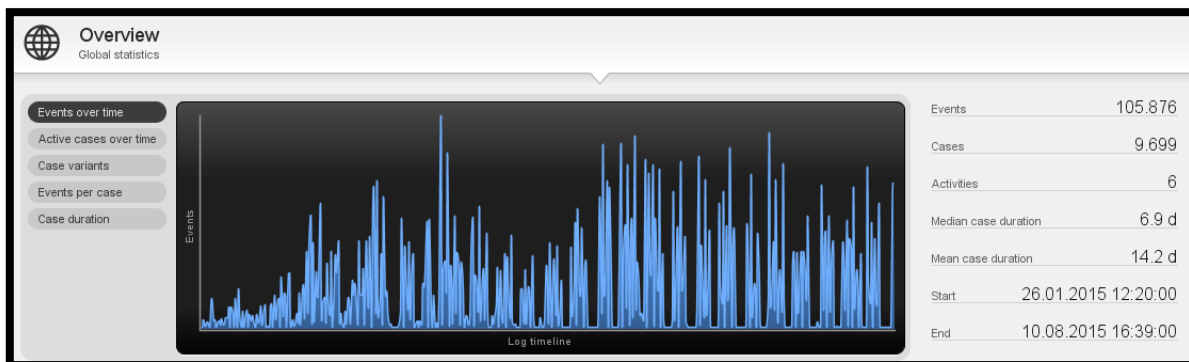 Overview
Global statistics
Events over time
Active cases over time
Case variants
Events per case
Case duration
Events
Log timeline
Events 105.876
Cases 9.699
Activities 6
Median case duration 6.9 d
Mean case duration 14.2 d
Start 26.01.2015 12:20:00
End 10.08.2015 16:39:00